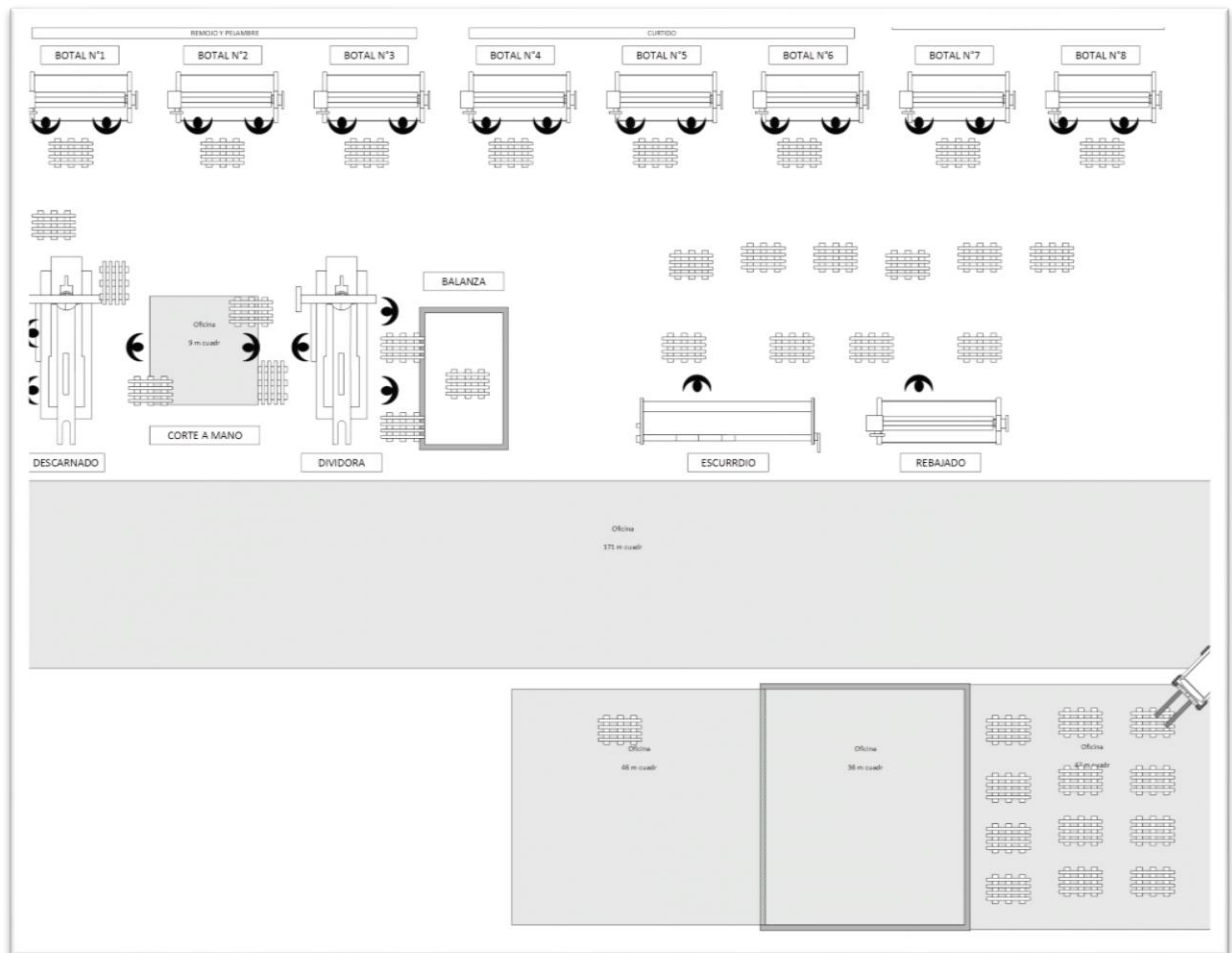 REMOJO Y PELAMBRE
CURTIDO
BOTAL N°1
BOTAL N°2
BOTAL N°3
BOTAL N°4
BOTAL N°5
BOTAL N°6
BOTAL N°7
BOTAL N°8
BALANZA
Oficina
9 m cuadr
CORTE A MANO
DESCARNADO
DIVIDORA
ESCURRDIO
REBAJADO
Oficina
171 m cuadr
Oficina
46 m cuadr
Oficina
36 m cuadr
Oficina
m cuadr